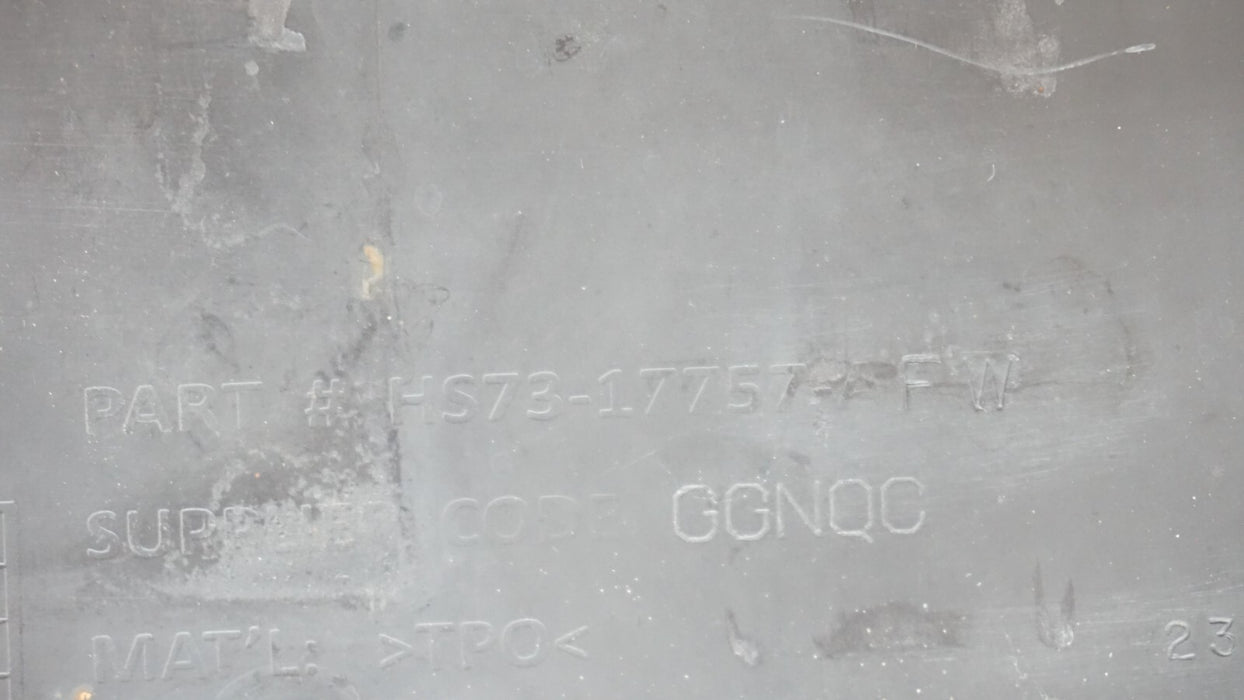 PART # HS73-17757- FW
SUPPLIER CODE GGNQC
MAT'L: >TPO<
23